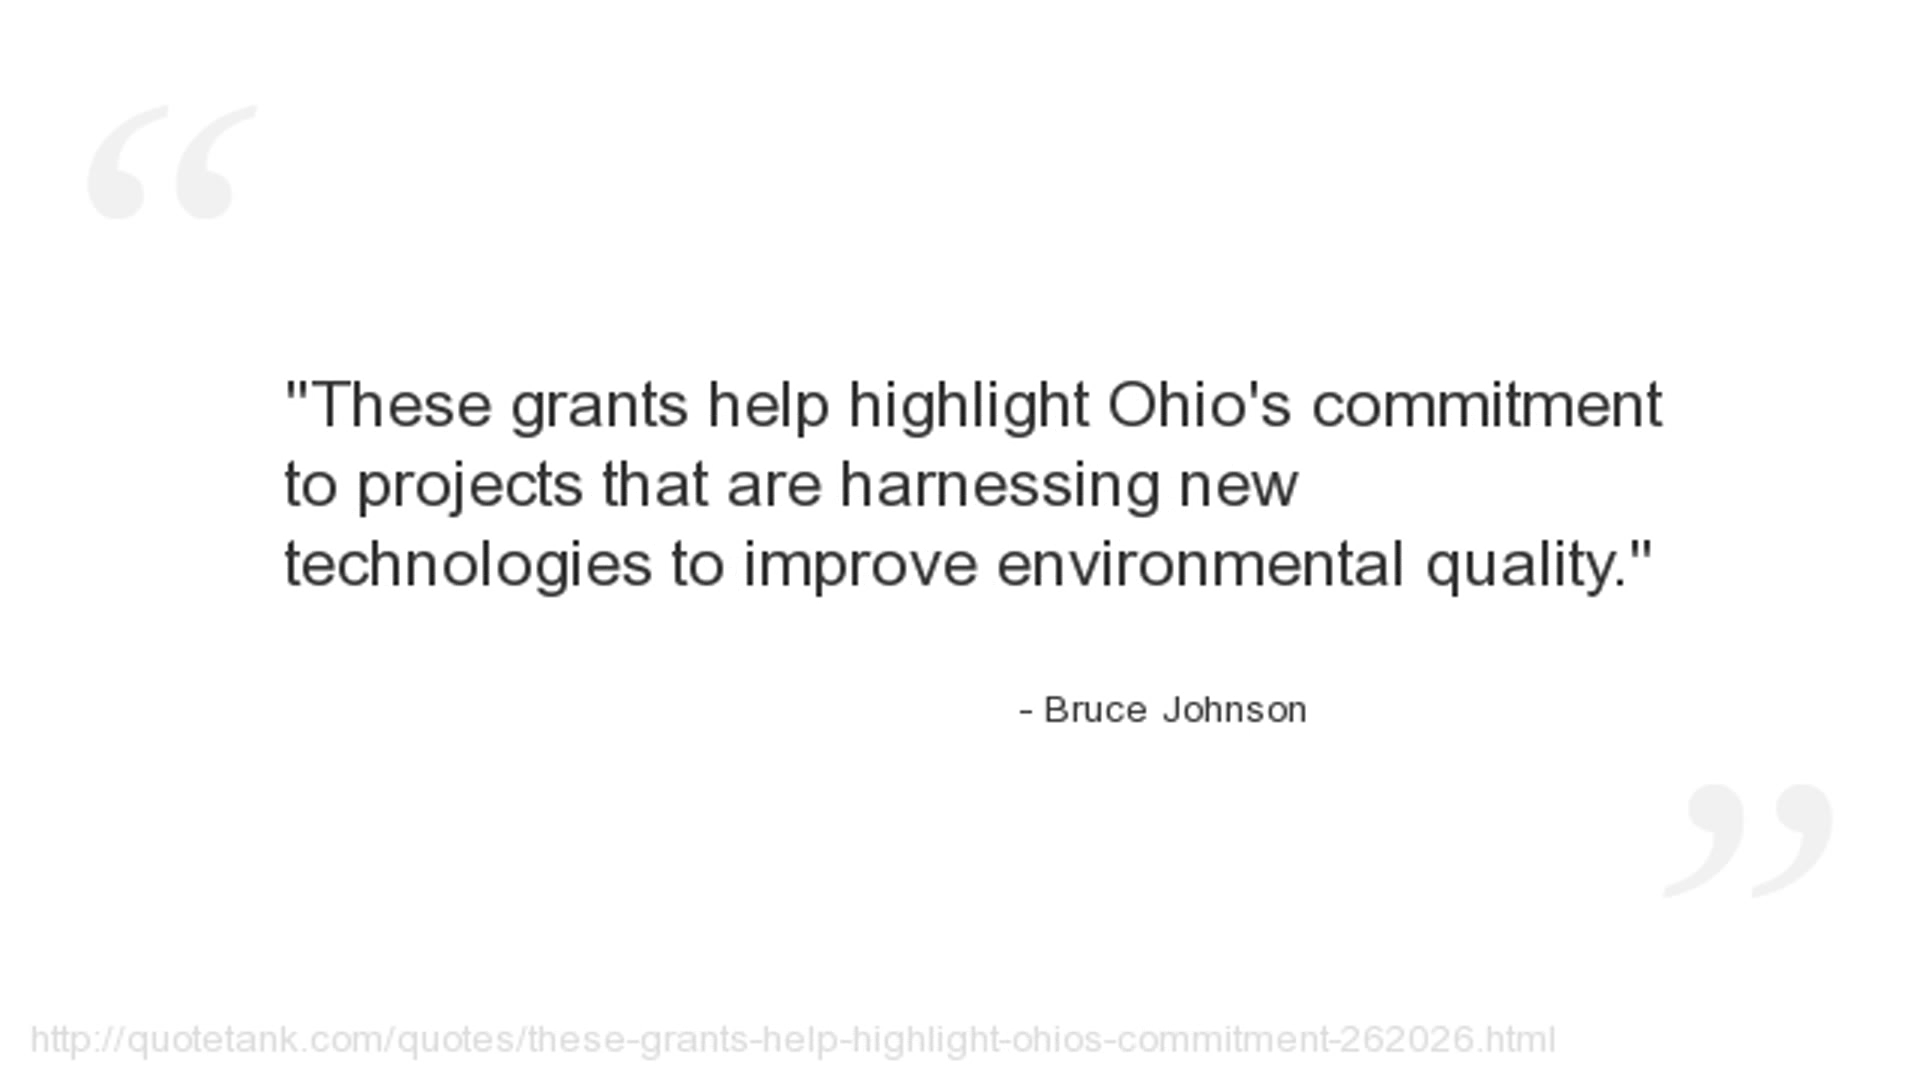 "These grants help highlight Ohio's commitment
to projects that are harnessing new
technologies to improve environmental quality."
- Bruce Johnson
http://quotetank.com/quotes/these-grants-help-highlight-ohios-commitment-262026.html